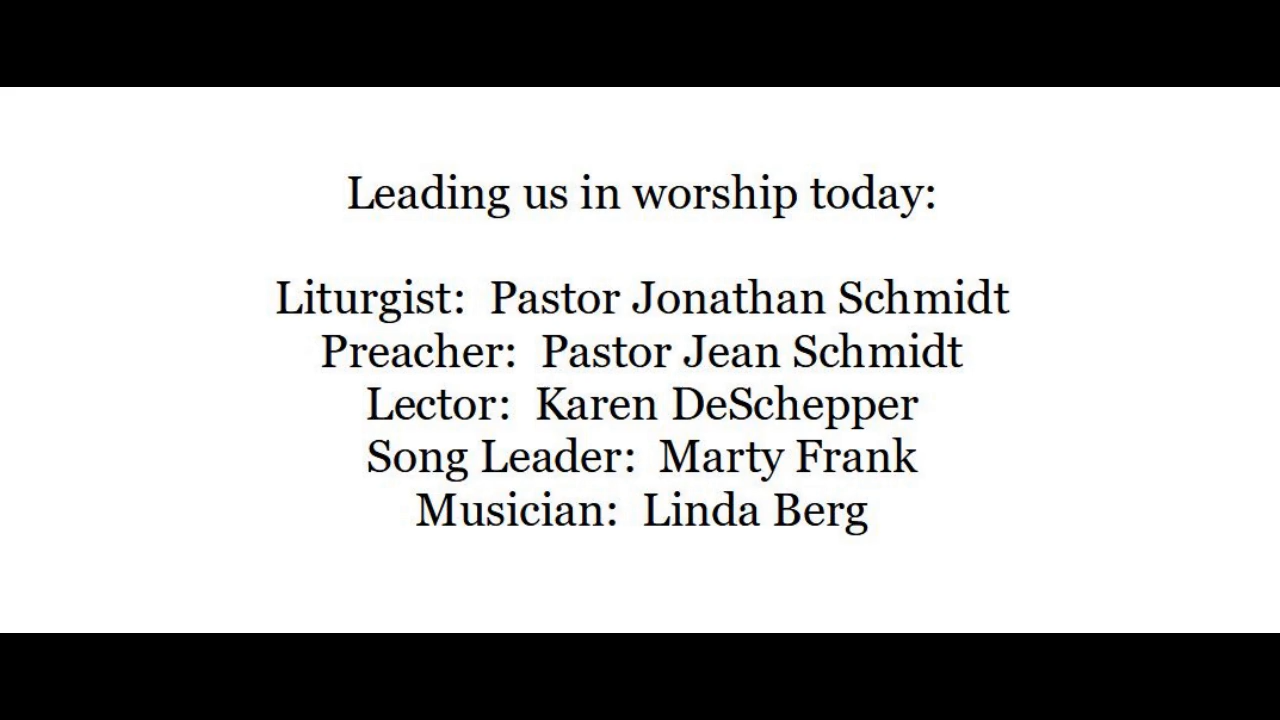 Leading us in worship today:
Liturgist:  Pastor Jonathan Schmidt
Preacher:  Pastor Jean Schmidt
Lector:  Karen DeSchepper
Song Leader:  Marty Frank
Musician:  Linda Berg